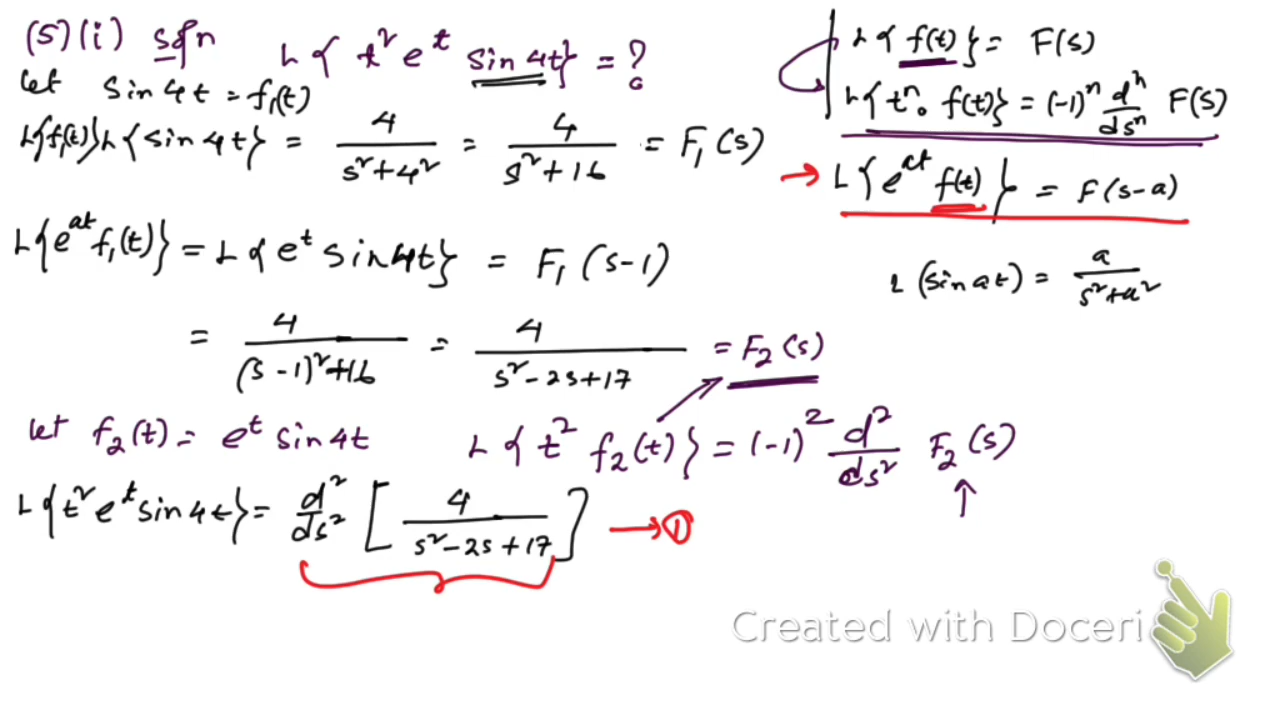 (5)(i) soln L{ t² e^t sin 4t} = ?
let sin 4t = f₁(t)
L{f₁(t)} L{sin 4t} = 4/(s²+4²) = 4/(s²+16) = F₁(s)
L{e^{at} f₁(t)} = L{e^t sin 4t} = F₁(s-1)
= 4/((s-1)²+16) = 4/(s²-2s+17) = F₂(s)
let f₂(t) = e^t sin 4t L{t² f₂(t)} = (-1)² d²/ds² F₂(s)
L{t² e^t sin 4t} = d²/ds² [4/(s²-2s+17)] → ①
L{f(t)} = F(s)
L{t^n. f(t)} = (-1)^n d^n/ds^n F(s)
→ L{e^{at} f(t)} = F(s-a)
L(sin at) = a/(s²+a²)
Created with Doceri